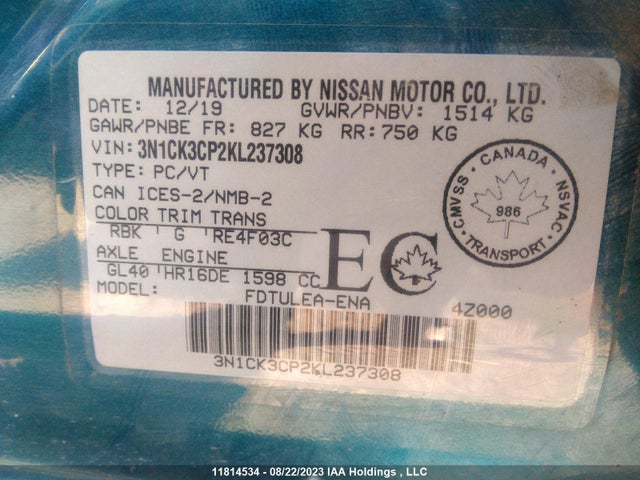 MANUFACTURED BY NISSAN MOTOR CO., LTD.
DATE: 12/19 GVWR/PNBV: 1514 KG
GAWR/PNBE FR: 827 KG RR: 750 KG
VIN: 3N1CK3CP2KL237308
TYPE: PC/VT
CAN ICES-2/NMB-2
COLOR TRIM TRANS
RBK ' G ' RE4F03C
AXLE ENGINE
GL40 ' HR16DE 1598 CC
MODEL: FDTULEA-ENA 4Z000
EC
CMVSS · CANADA · NSVAC · TRANSPORT ·
986
3N1CK3CP2KL237308
11814534 - 08/22/2023 IAA Holdings , LLC